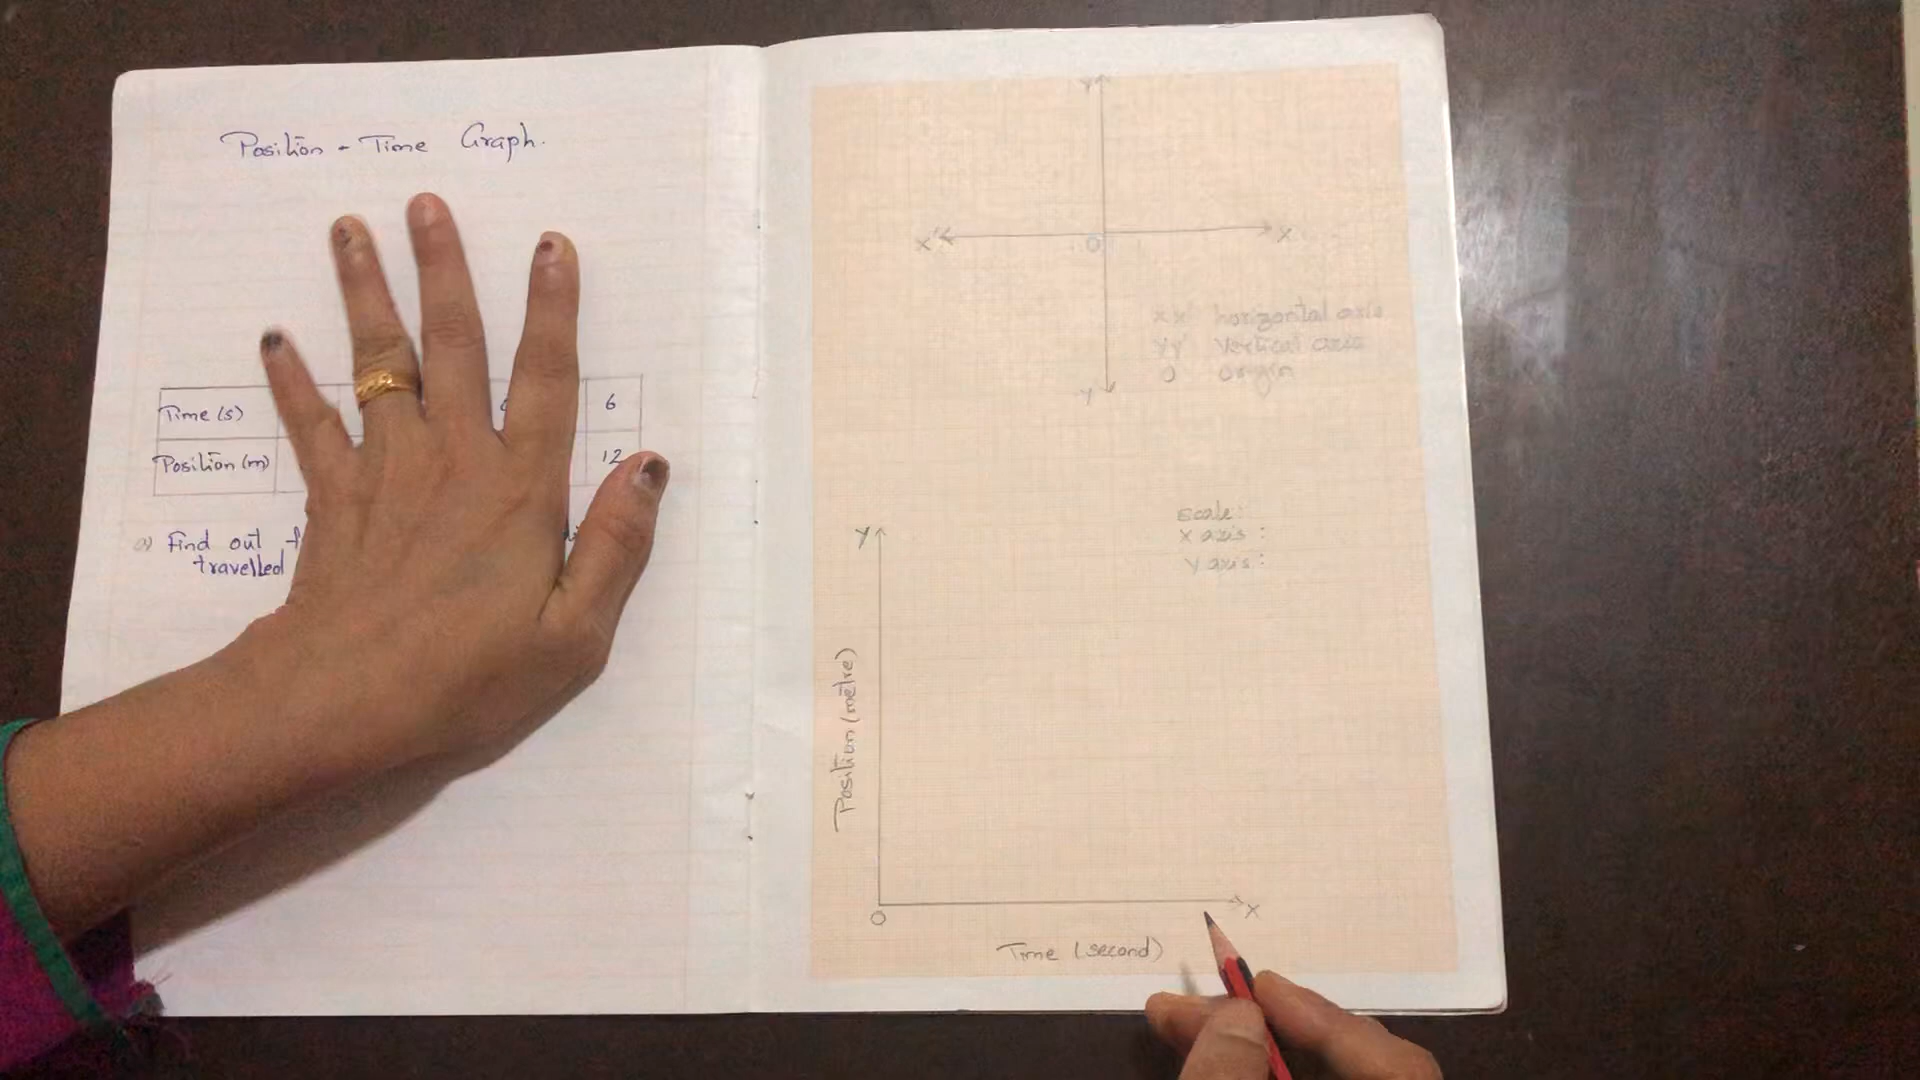 Position - Time Graph.
Time (s) 6
Position (m) 12
a) Find out
travelled
Y
X' O X
XX' horizontal axis
YY' vertical axis
O origin
Y'
Scale:
X axis :
Y axis :
Y
Position (metre)
O X
Time (second)